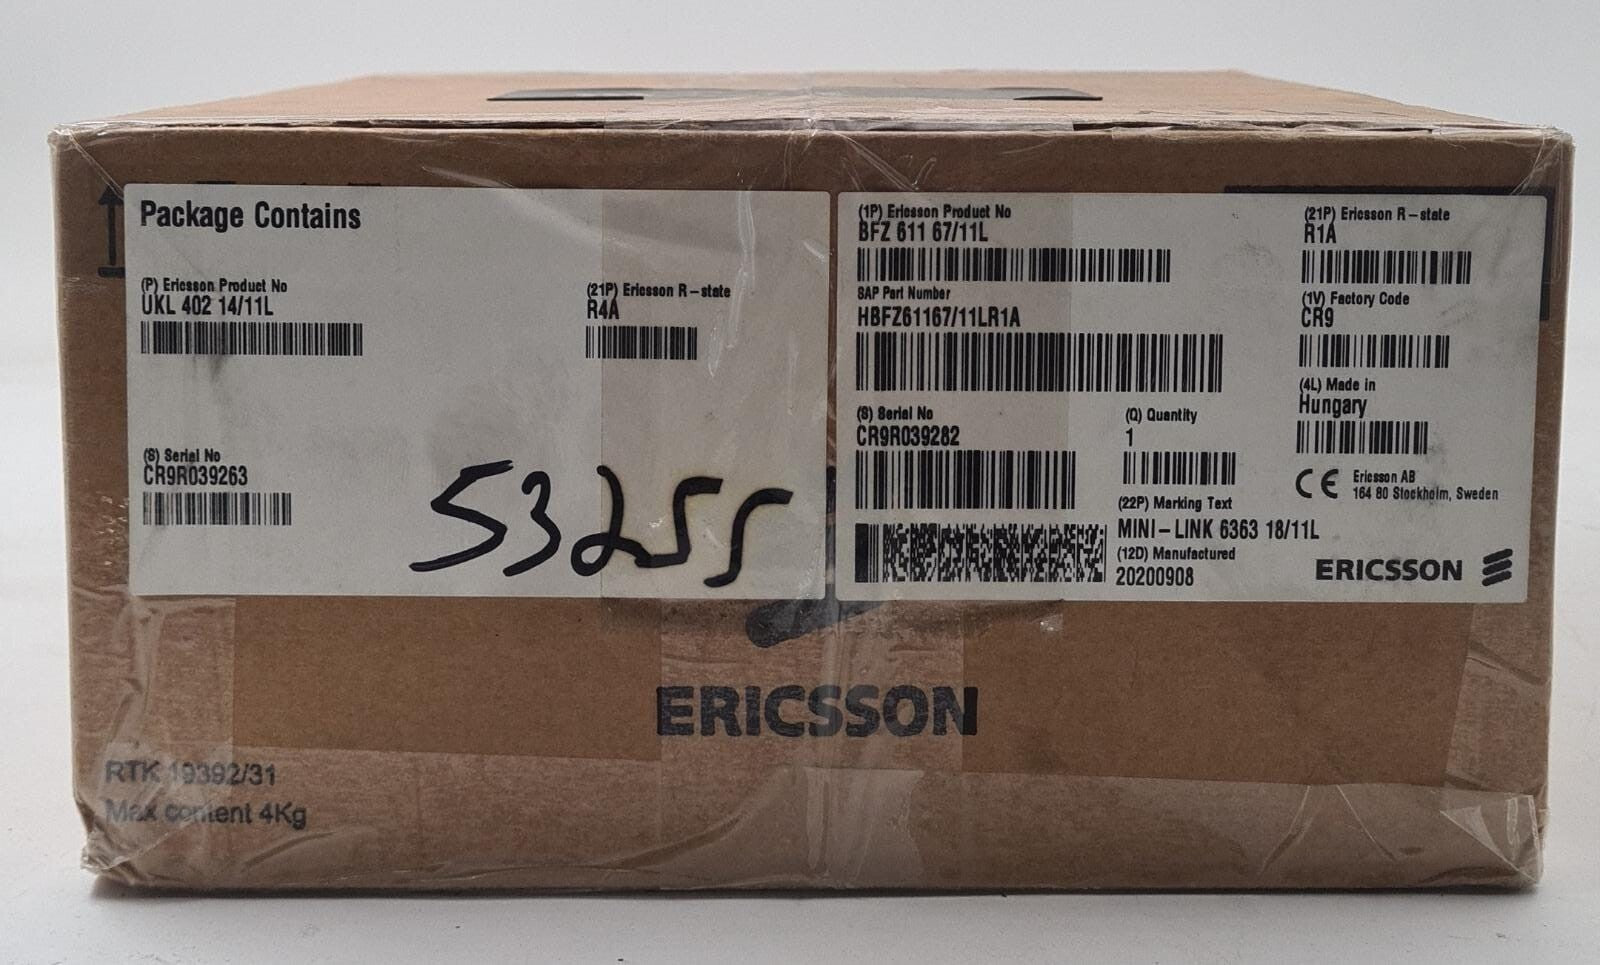 Package Contains
(P) Ericsson Product No
UKL 402 14/11L
(21P) Ericsson R-state
R4A
(S) Serial No
CR9R039263
53255
(1P) Ericsson Product No
BFZ 611 67/11L
(21P) Ericsson R-state
R1A
SAP Part Number
HBFZ61167/11LR1A
(1V) Factory Code
CR9
(4L) Made in
Hungary
(S) Serial No
CR9R039282
(Q) Quantity
1
CE
Ericsson AB
164 80 Stockholm, Sweden
(22P) Marking Text
MINI-LINK 6363 18/11L
(12D) Manufactured
20200908
ERICSSON
ERICSSON
RTK 19392/31
Max content 4Kg